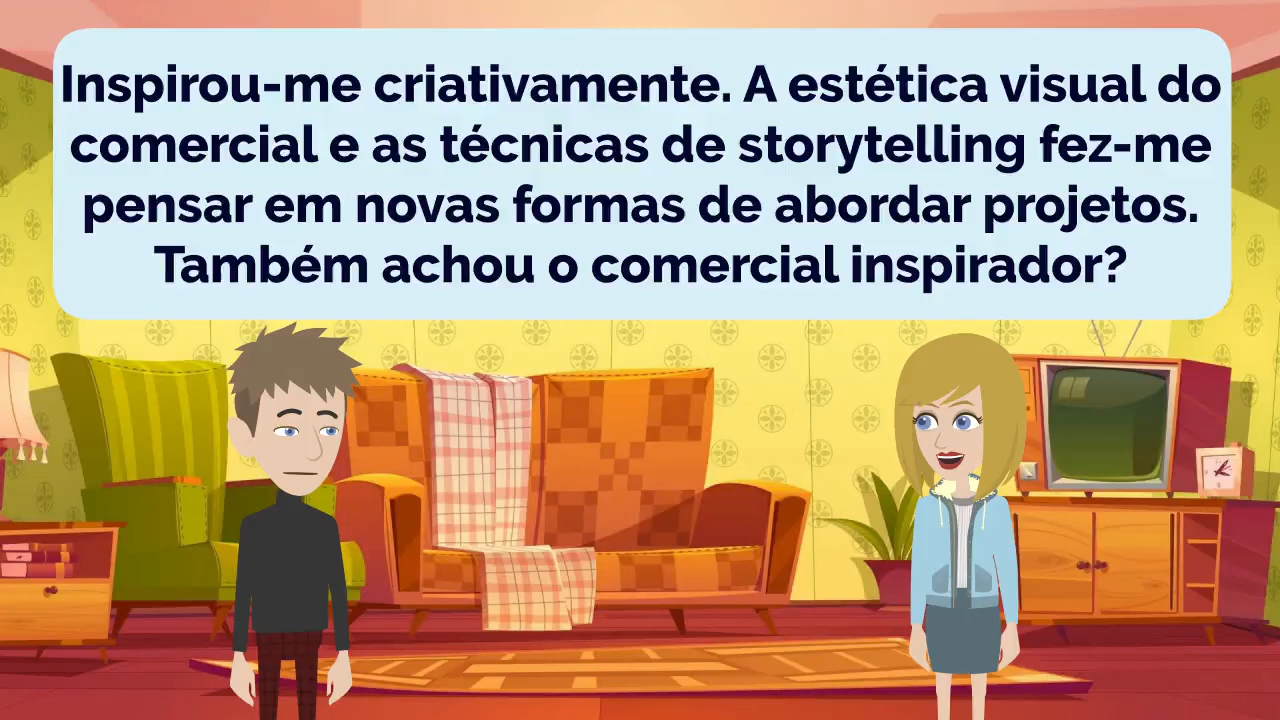 Inspirou-me criativamente. A estética visual do
comercial e as técnicas de storytelling fez-me
pensar em novas formas de abordar projetos.
Também achou o comercial inspirador?